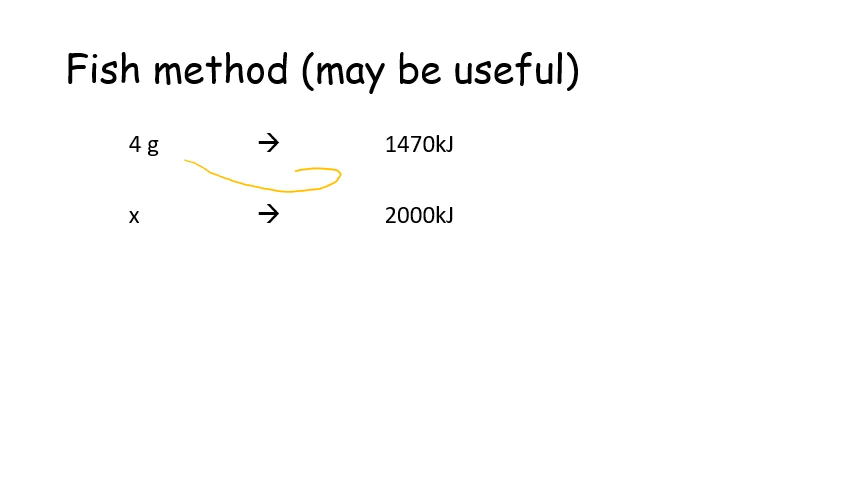 Fish method (may be useful)
4 g → 1470kJ
x → 2000kJ